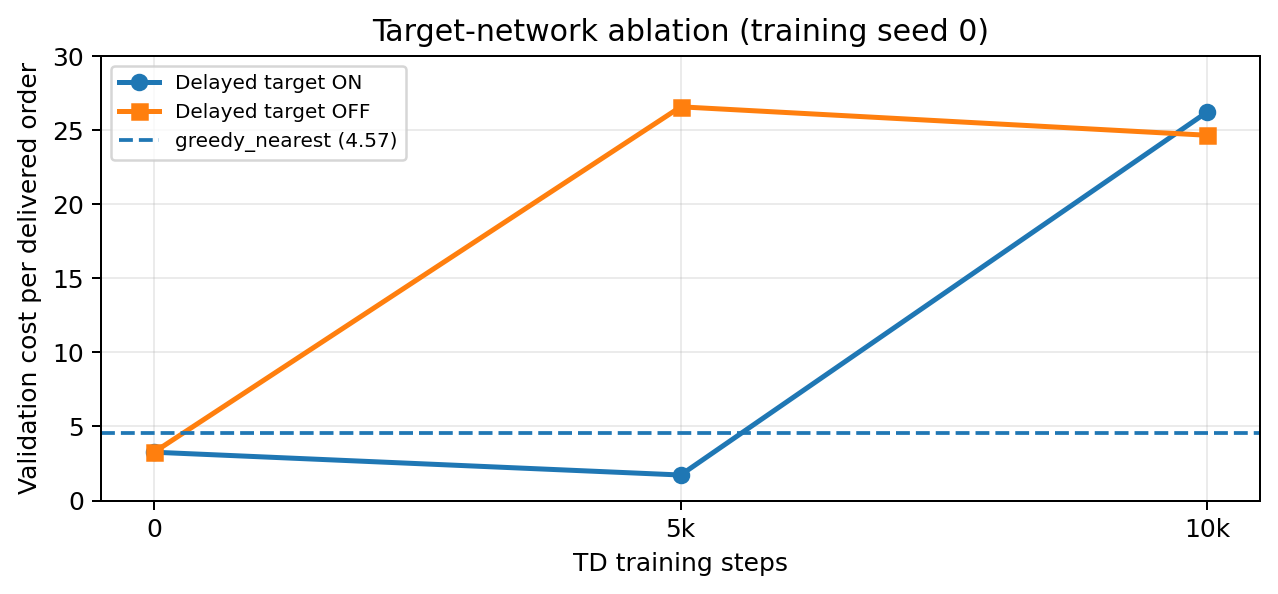 Target-network ablation (training seed 0)
Delayed target ON
Delayed target OFF
greedy_nearest (4.57)
Validation cost per delivered order
30
25
20
15
10
5
0
0
5k
10k
TD training steps